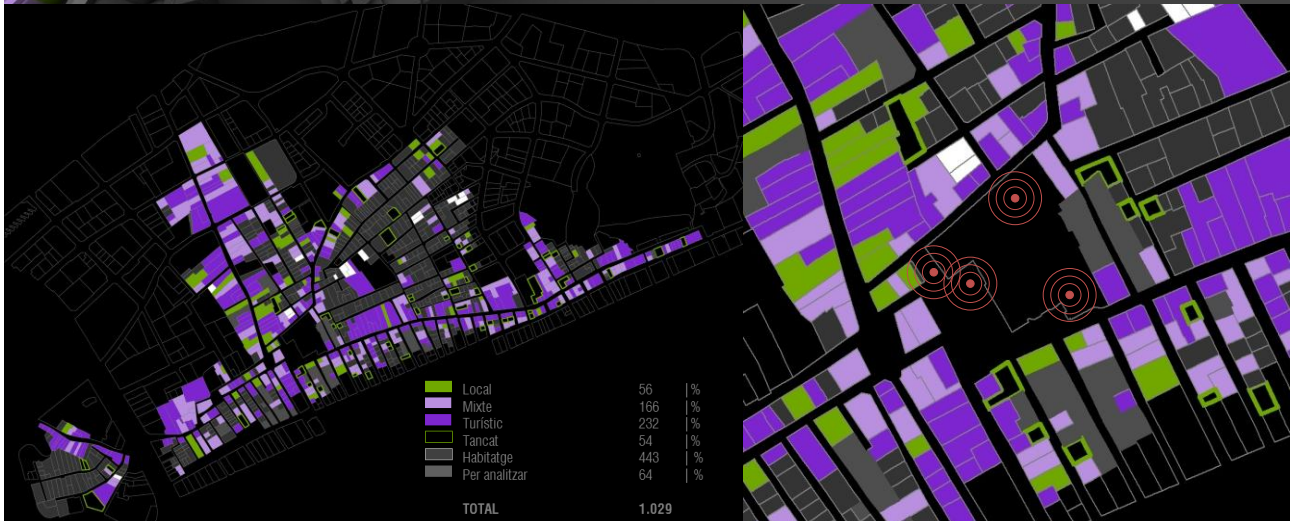 Local 56 | %
Mixte 166 | %
Turístic 232 | %
Tancat 54 | %
Habitatge 443 | %
Per analitzar 64 | %
TOTAL 1.029